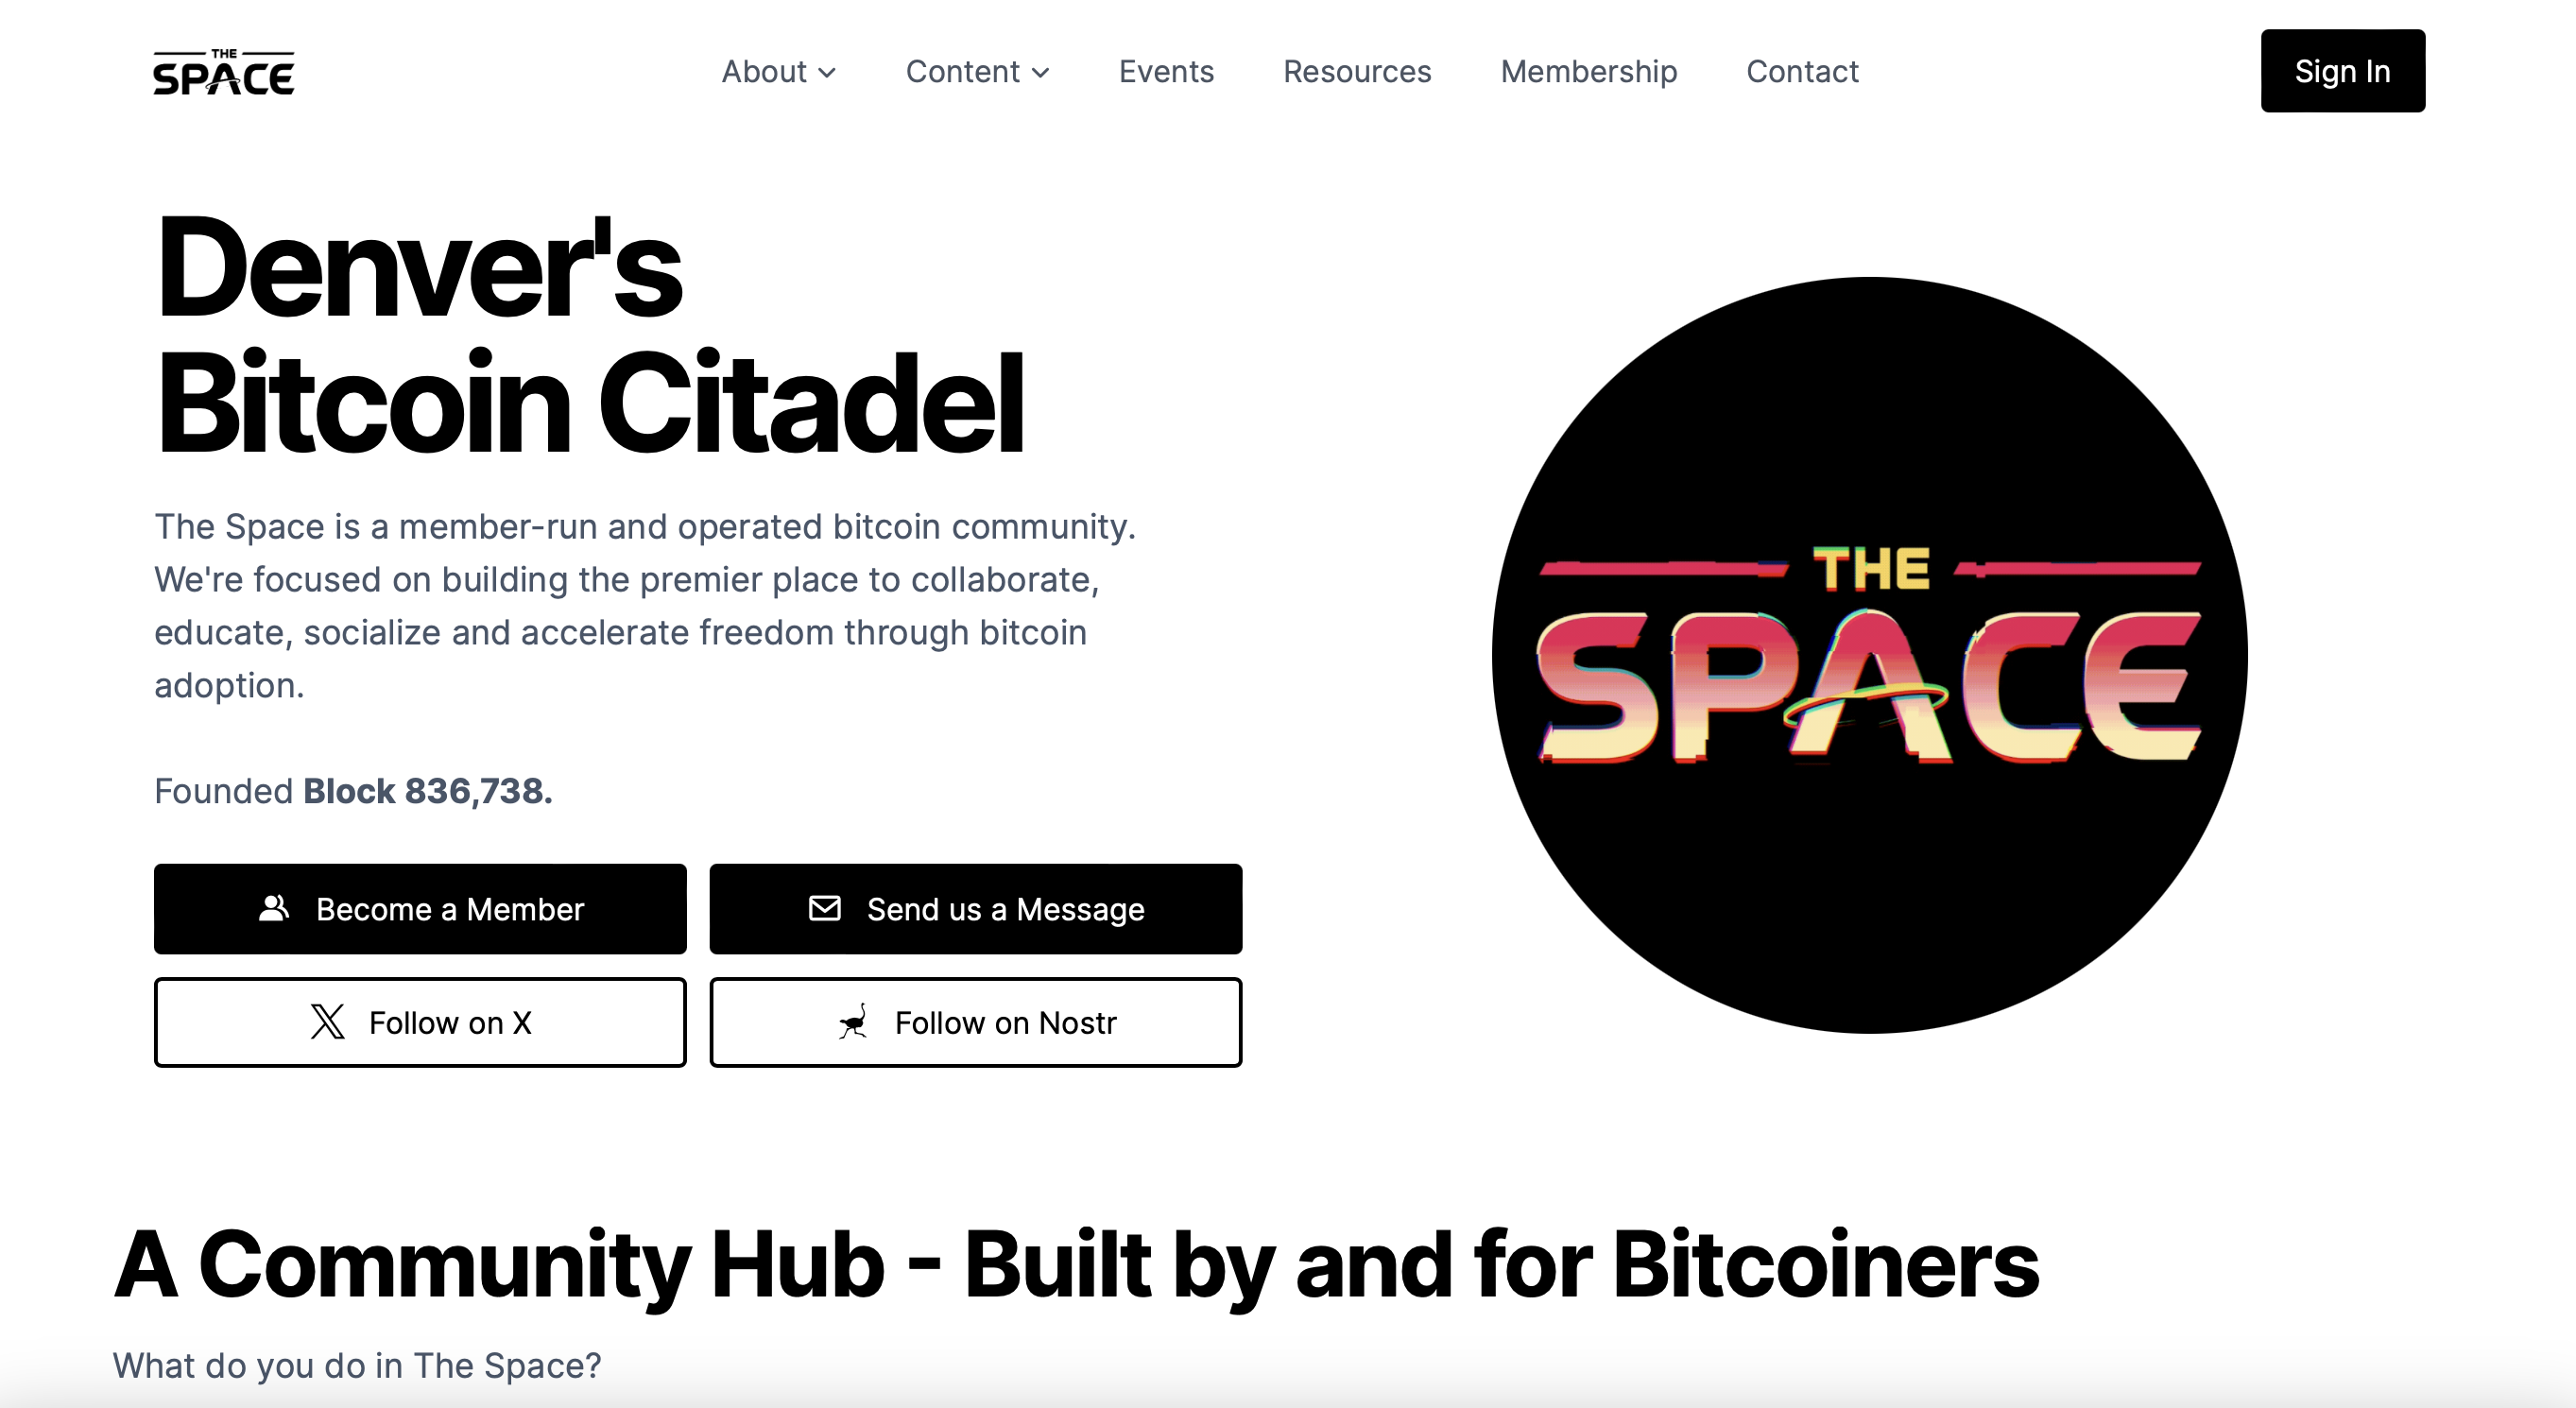 THE
SPACE
About
Content
Events
Resources
Membership
Contact
Sign In
Denver's
Bitcoin Citadel
The Space is a member-run and operated bitcoin community.
We're focused on building the premier place to collaborate,
educate, socialize and accelerate freedom through bitcoin
adoption.
Founded Block 836,738.
Become a Member
Send us a Message
Follow on X
Follow on Nostr
THE
SPACE
A Community Hub - Built by and for Bitcoiners
What do you do in The Space?